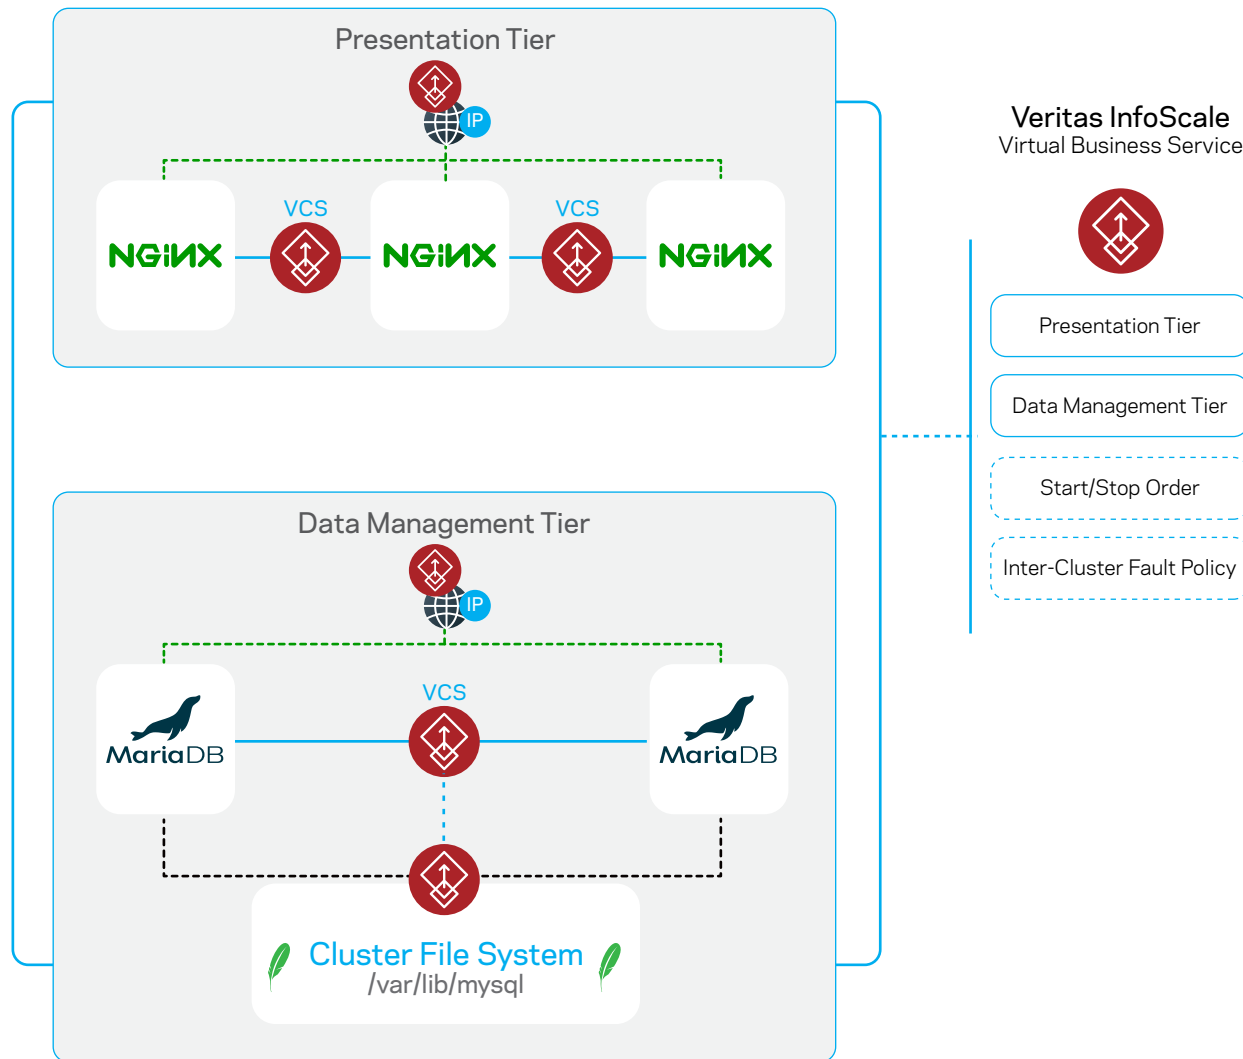 Presentation Tier
IP
VCS
VCS
NGiNX
NGiNX
NGiNX
Data Management Tier
IP
VCS
MariaDB
MariaDB
Cluster File System
/var/lib/mysql
Veritas InfoScale
Virtual Business Service
Presentation Tier
Data Management Tier
Start/Stop Order
Inter-Cluster Fault Policy